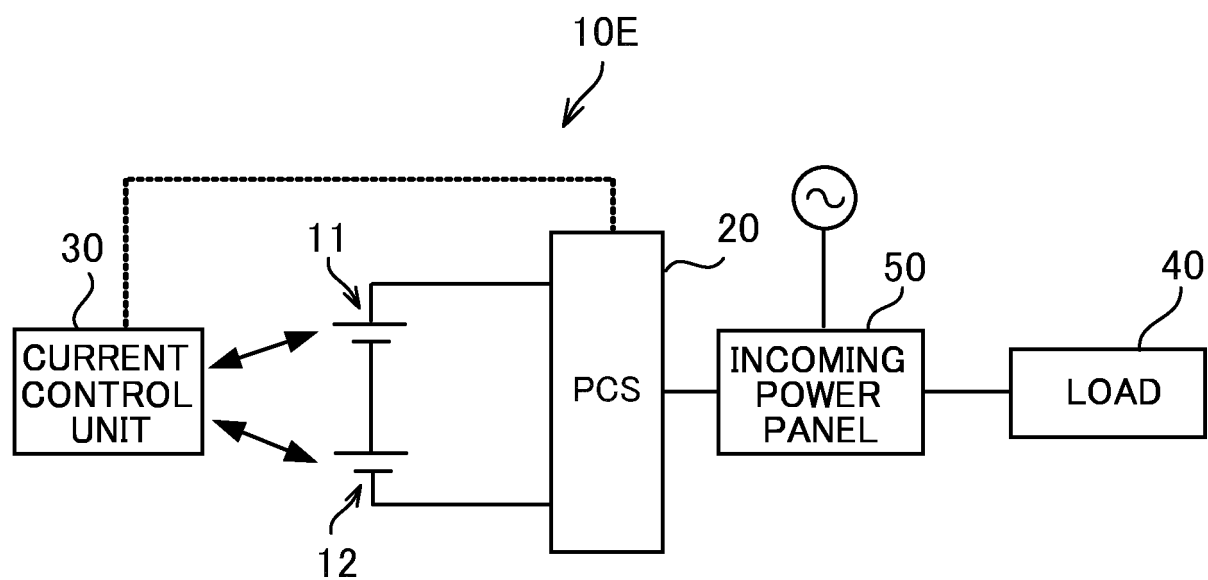 10E
20
11
30
50
40
CURRENT
CONTROL
UNIT
PCS
INCOMING
POWER
PANEL
LOAD
12